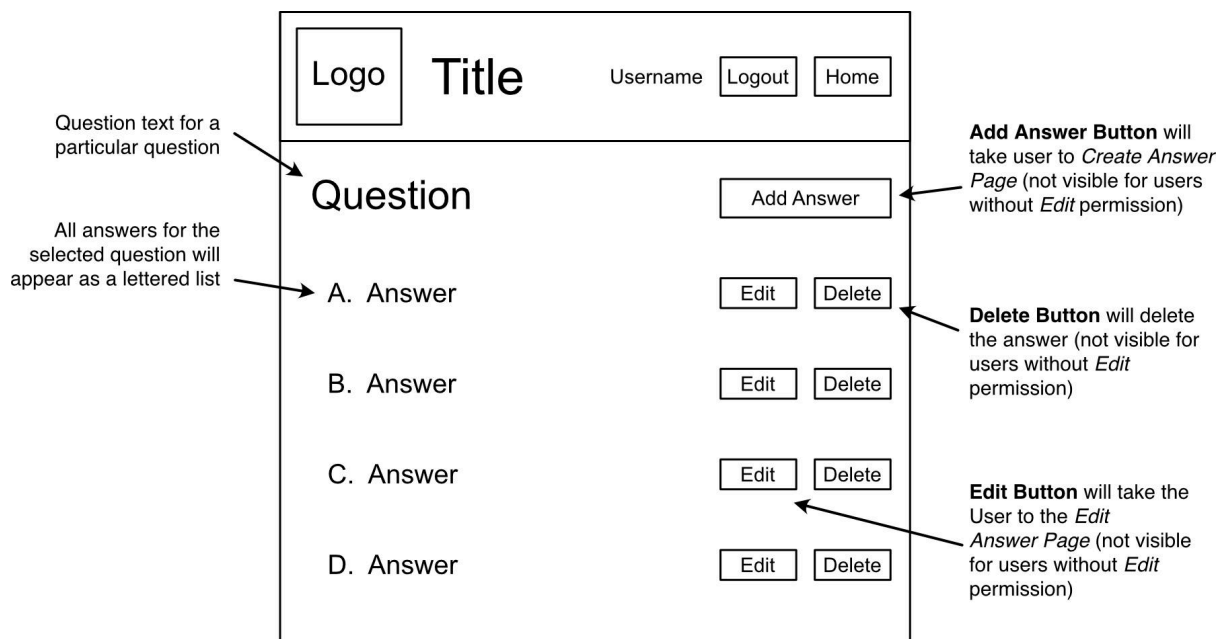 Logo
Title
Username
Logout
Home
Question text for a
particular question
Question
Add Answer
Add Answer Button will
take user to Create Answer
Page (not visible for users
without Edit permission)
All answers for the
selected question will
appear as a lettered list
A. Answer
Edit
Delete
Delete Button will delete
the answer (not visible for
users without Edit
permission)
B. Answer
Edit
Delete
C. Answer
Edit
Delete
Edit Button will take the
User to the Edit
Answer Page (not visible
for users without Edit
permission)
D. Answer
Edit
Delete